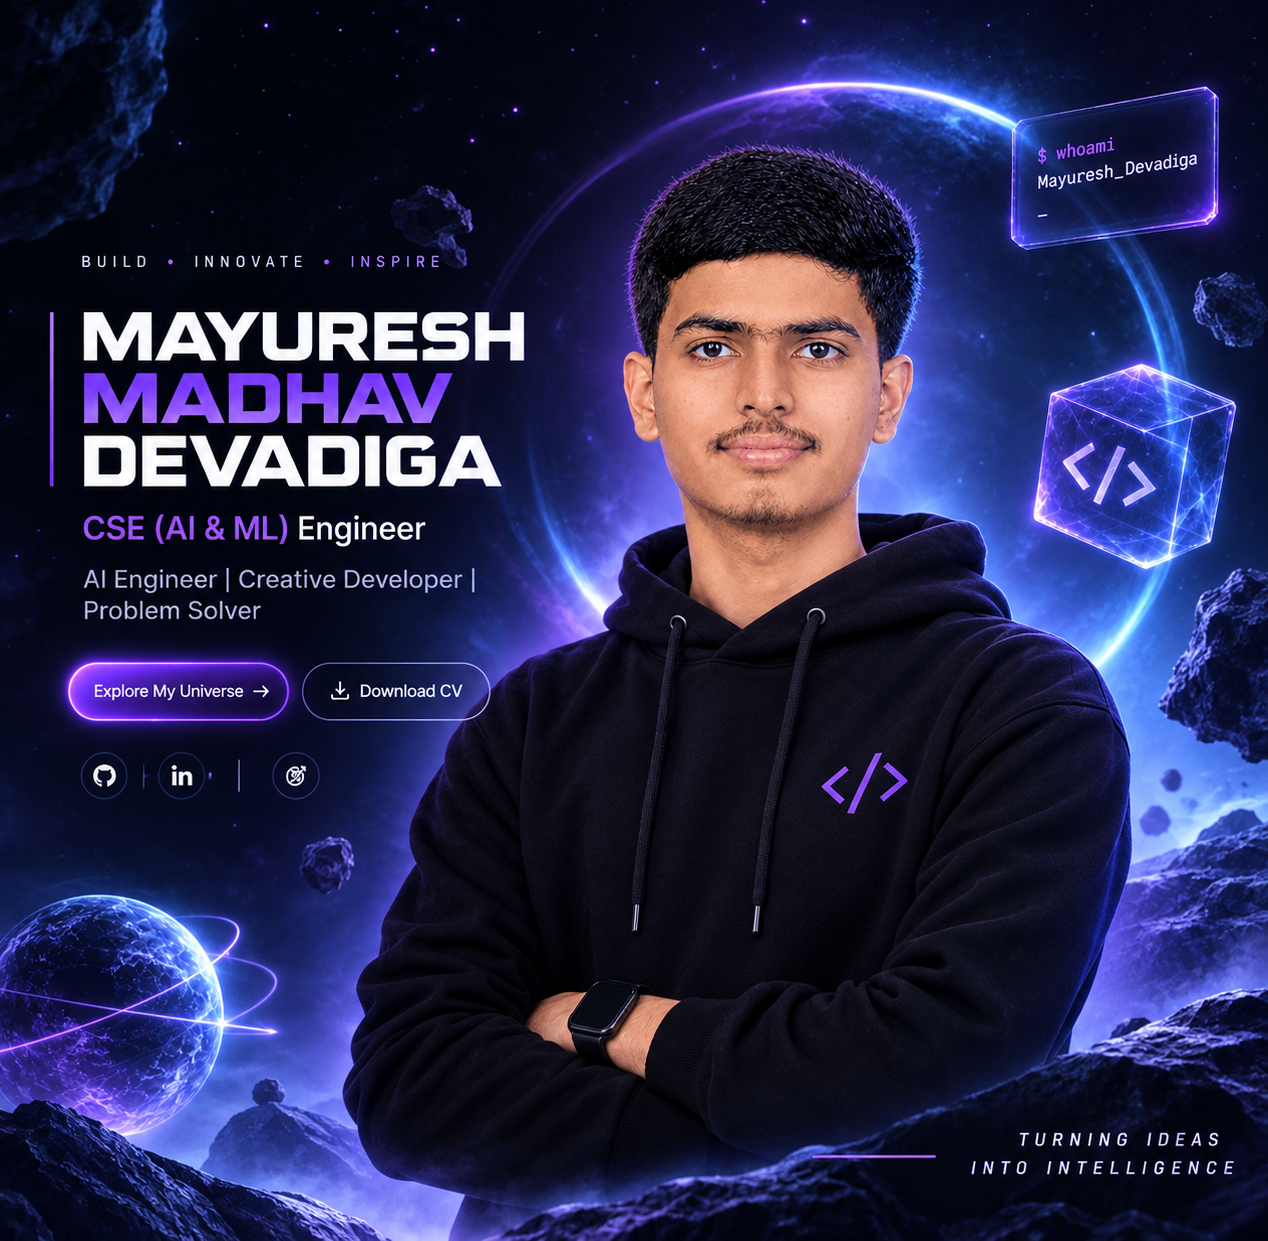 BUILD • INNOVATE • INSPIRE
MAYURESH
MADHAV
DEVADIGA
CSE (AI & ML) Engineer
AI Engineer | Creative Developer |
Problem Solver
Explore My Universe →
Download CV
in
$ whoami
Mayuresh_Devadiga
_
</>
</>
TURNING IDEAS
INTO INTELLIGENCE